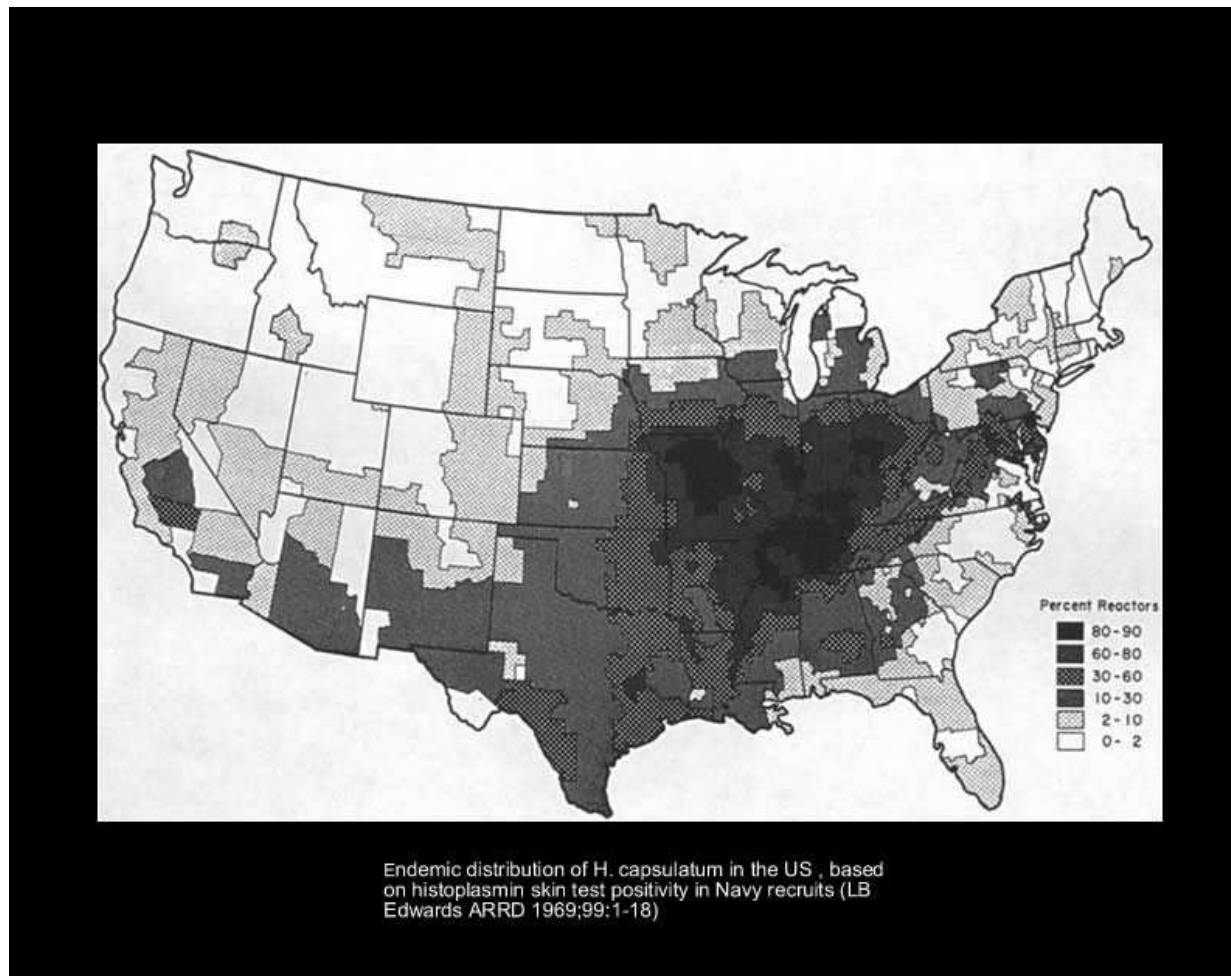 Percent Reactors
80-90
60-80
30-60
10-30
2-10
0-2
Endemic distribution of H. capsulatum in the US , based
on histoplasmin skin test positivity in Navy recruits (LB
Edwards ARRD 1969;99:1-18)